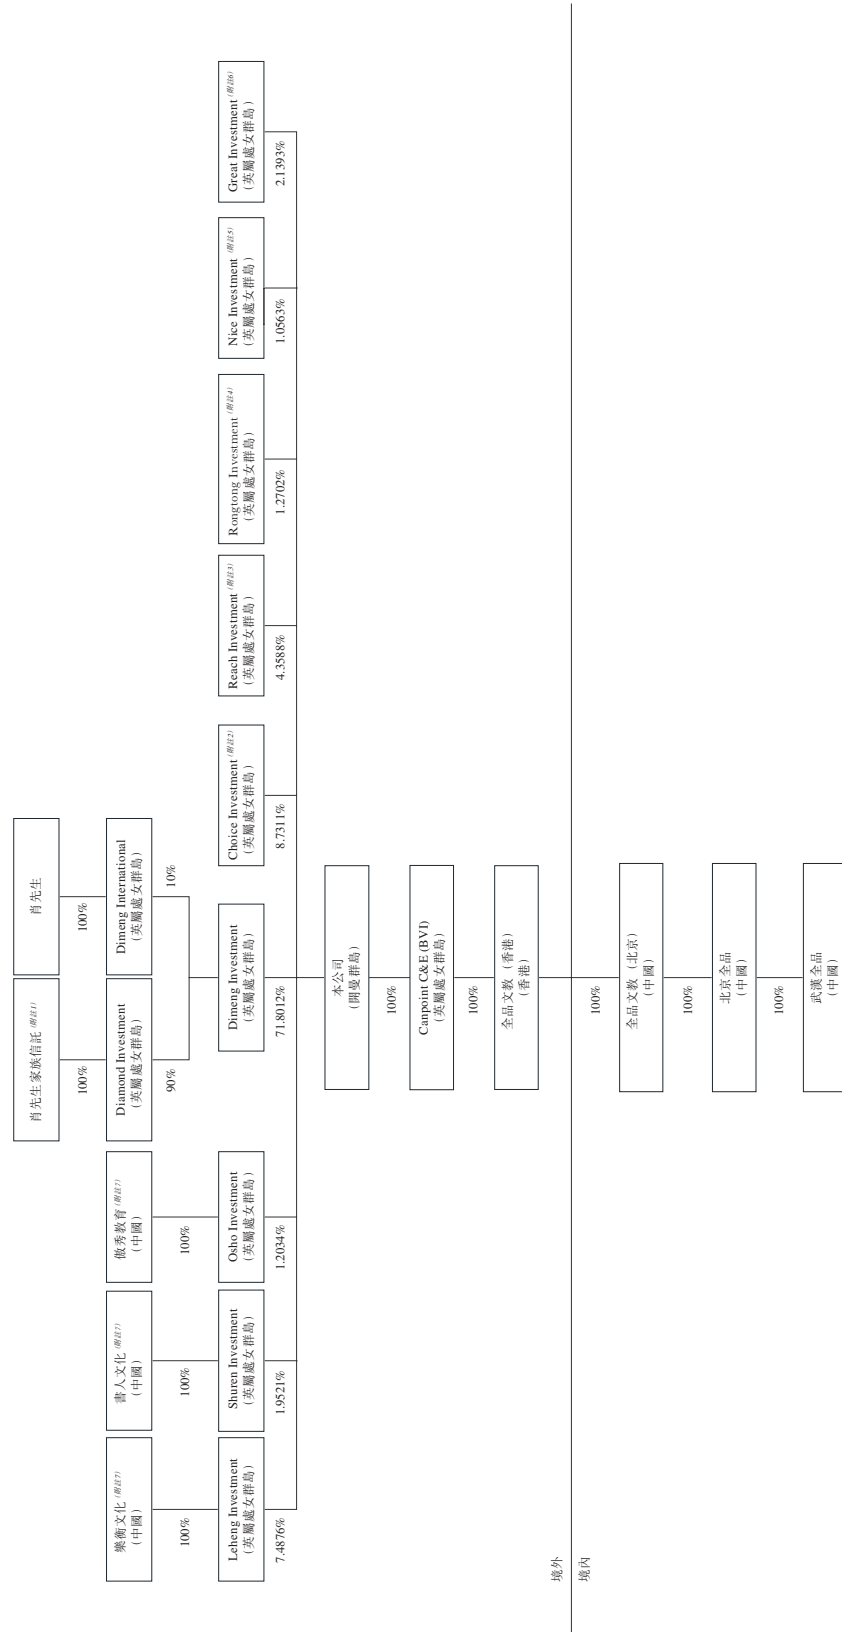 肖先生家族信託(附註1)
肖先生
100%
100%
樂衡文化(附註7)
(中國)
書人文化(附註7)
(中國)
傲秀教育(附註7)
(中國)
Diamond Investment
(英屬處女群島)
Dimeng International
(英屬處女群島)
100%
100%
100%
90%
10%
Leheng Investment
(英屬處女群島)
Shuren Investment
(英屬處女群島)
Osho Investment
(英屬處女群島)
Dimeng Investment
(英屬處女群島)
Choice Investment(附註2)
(英屬處女群島)
Reach Investment(附註3)
(英屬處女群島)
Rongtong Investment(附註4)
(英屬處女群島)
Nice Investment(附註5)
(英屬處女群島)
Great Investment(附註6)
(英屬處女群島)
7.4876%
1.9521%
1.2034%
71.8012%
8.7311%
4.3588%
1.2702%
1.0563%
2.1393%
本公司
(開曼群島)
100%
Canpoint C&E (BVI)
(英屬處女群島)
100%
全品文教(香港)
(香港)
境外
境內
100%
全品文教(北京)
(中國)
100%
北京全品
(中國)
100%
武漢全品
(中國)